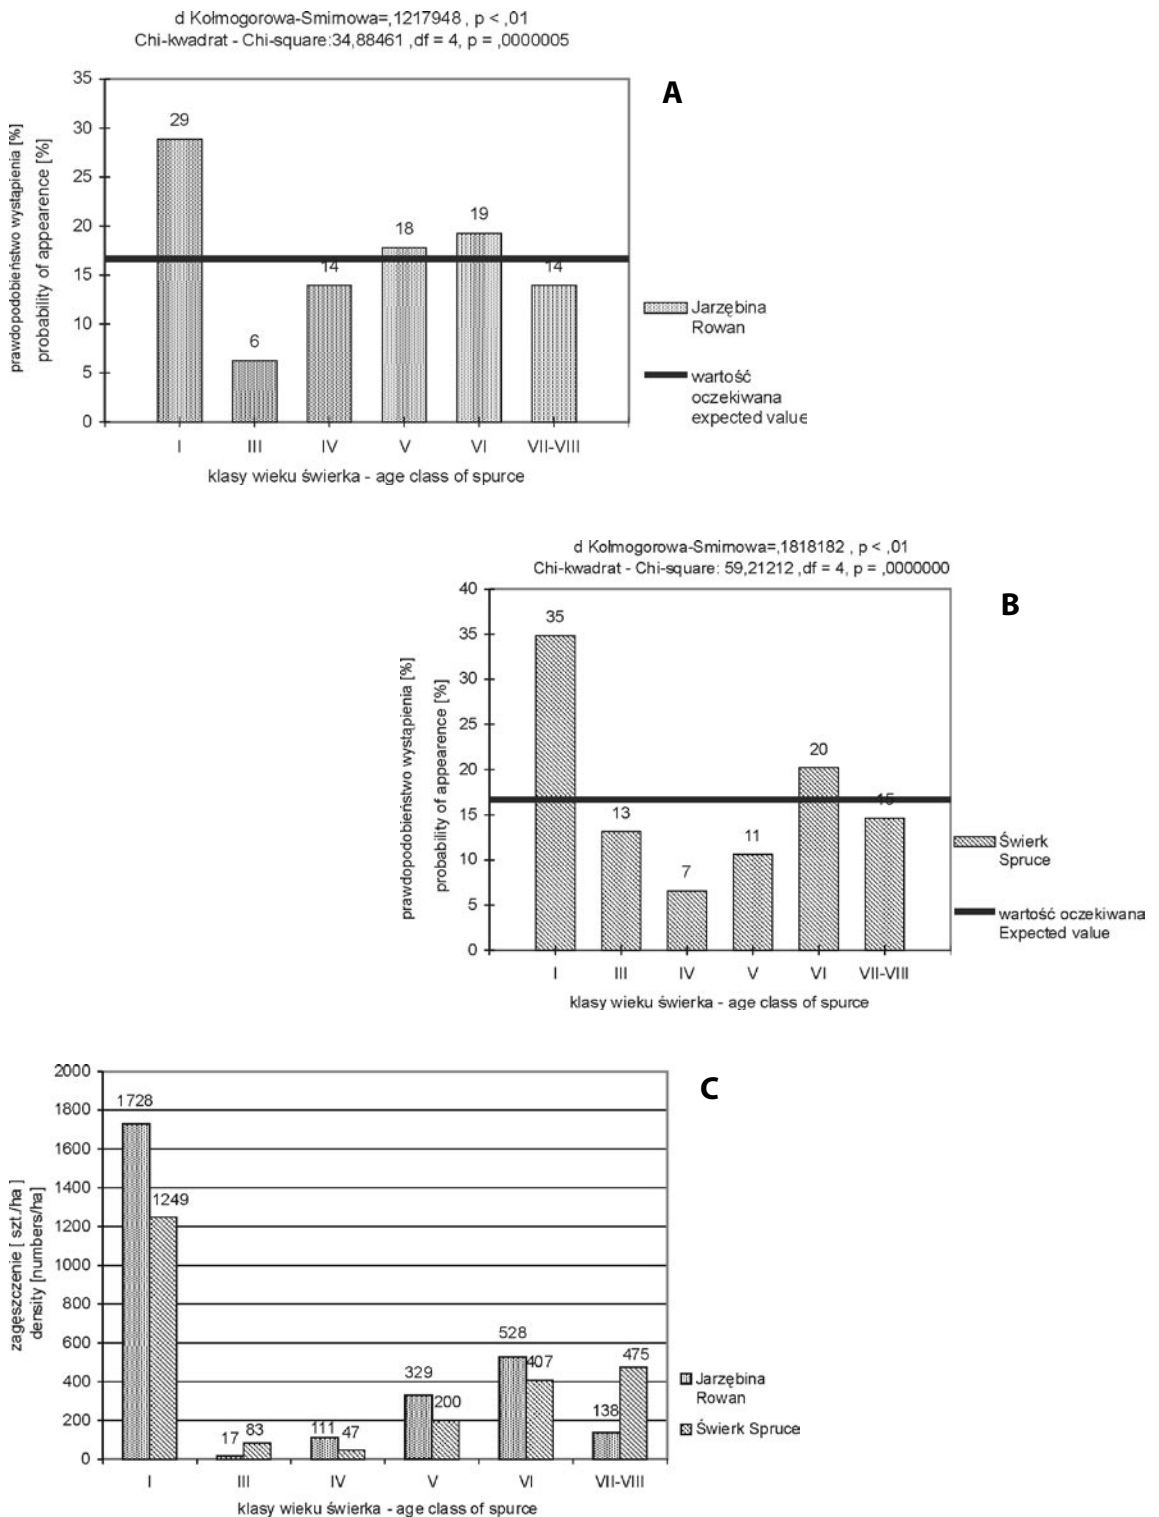 d Kołmogorowa-Smirnowa=,1217948 , p < ,01
Chi-kwadrat - Chi-square:34,88461 ,df = 4, p = ,0000005
A
prawdopodobieństwo wystąpienia [%]
probability of appearence [%]
35
30
25
20
15
10
5
0
29
6
14
18
19
14
I
III
IV
V
VI
VII-VIII
klasy wieku świerka - age class of spurce
Jarzębina
Rowan
wartość
oczekiwana
expected value
d Kołmogorowa-Smirnowa=,1818182 , p < ,01
Chi-kwadrat - Chi-square: 59,21212 ,df = 4, p = ,0000000
B
prawdopodobieństwo wystąpienia [%]
probability of appearence [%]
40
35
30
25
20
15
10
5
0
35
13
7
11
20
15
I
III
IV
V
VI
VII-VIII
klasy wieku świerka - age class of spurce
Świerk
Spruce
wartość oczekiwana
Expected value
C
zagęszczenie [ szt./ha ]
density [numbers/ha]
2000
1800
1600
1400
1200
1000
800
600
400
200
0
1728
1249
17
83
111
47
329
200
528
407
138
475
I
III
IV
V
VI
VII-VIII
klasy wieku świerka - age class of spurce
Jarzębina
Rowan
Świerk Spruce